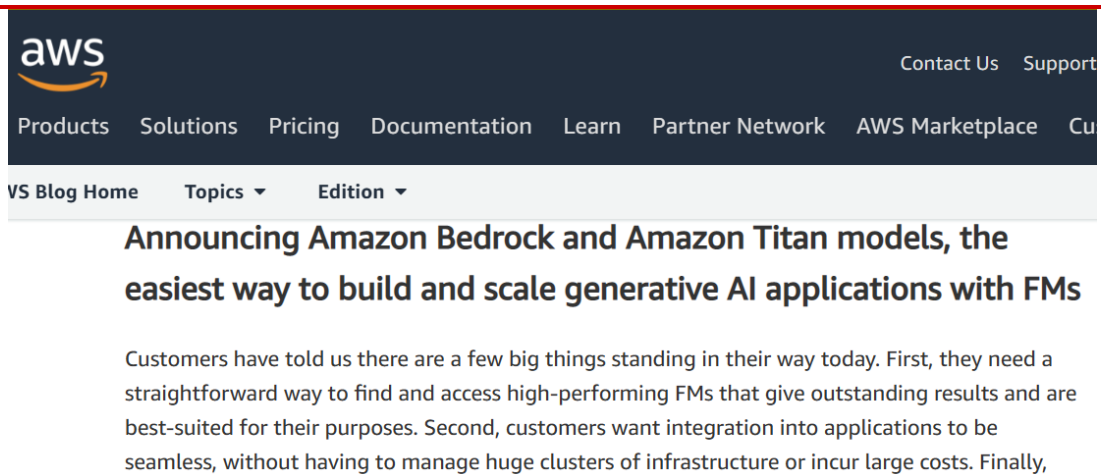 aws
Contact Us Support
Products Solutions Pricing Documentation Learn Partner Network AWS Marketplace Cu
WS Blog Home Topics Edition
Announcing Amazon Bedrock and Amazon Titan models, the
easiest way to build and scale generative AI applications with FMs
Customers have told us there are a few big things standing in their way today. First, they need a
straightforward way to find and access high-performing FMs that give outstanding results and are
best-suited for their purposes. Second, customers want integration into applications to be
seamless, without having to manage huge clusters of infrastructure or incur large costs. Finally,